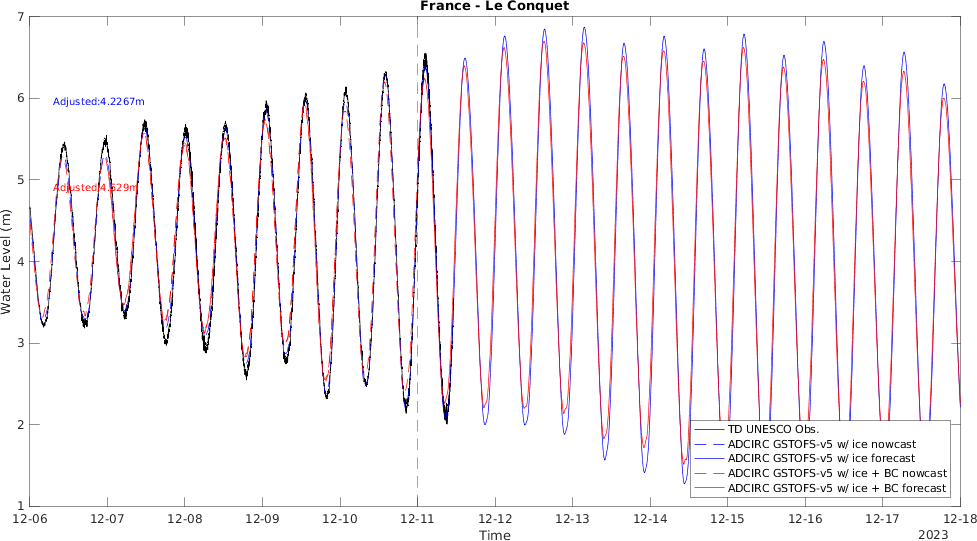 France - Le Conquet
7
6
5
4
3
2
1
Water Level (m)
Adjusted:4.2267m
Adjusted:4.629m
TD UNESCO Obs.
ADCIRC GSTOFS-v5 w/ ice nowcast
ADCIRC GSTOFS-v5 w/ ice forecast
ADCIRC GSTOFS-v5 w/ ice + BC nowcast
ADCIRC GSTOFS-v5 w/ ice + BC forecast
12-06 12-07 12-08 12-09 12-10 12-11 12-12 12-13 12-14 12-15 12-16 12-17 12-18
Time
2023